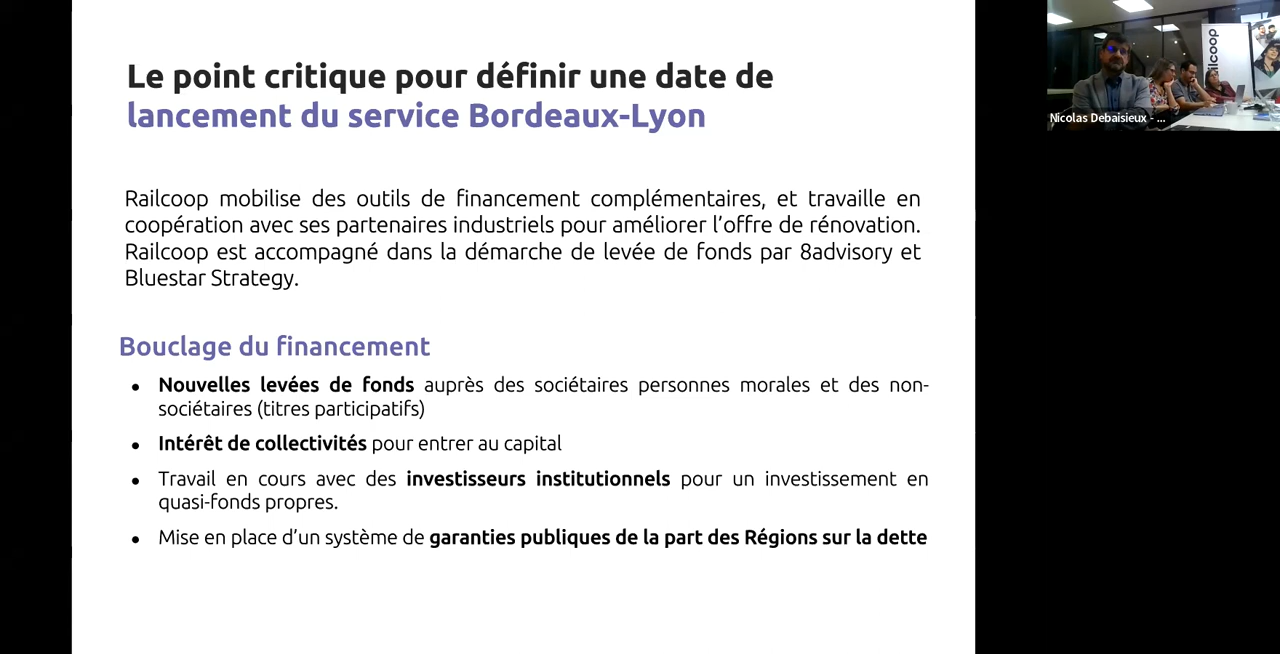 Le point critique pour définir une date de
lancement du service Bordeaux-Lyon
Railcoop mobilise des outils de financement complémentaires, et travaille en
coopération avec ses partenaires industriels pour améliorer l’offre de rénovation.
Railcoop est accompagné dans la démarche de levée de fonds par 8advisory et
Bluestar Strategy.
Bouclage du financement
● Nouvelles levées de fonds auprès des sociétaires personnes morales et des non-
sociétaires (titres participatifs)
● Intérêt de collectivités pour entrer au capital
● Travail en cours avec des investisseurs institutionnels pour un investissement en
quasi-fonds propres.
● Mise en place d’un système de garanties publiques de la part des Régions sur la dette
ilcoop
Nicolas Debaisieux - ...